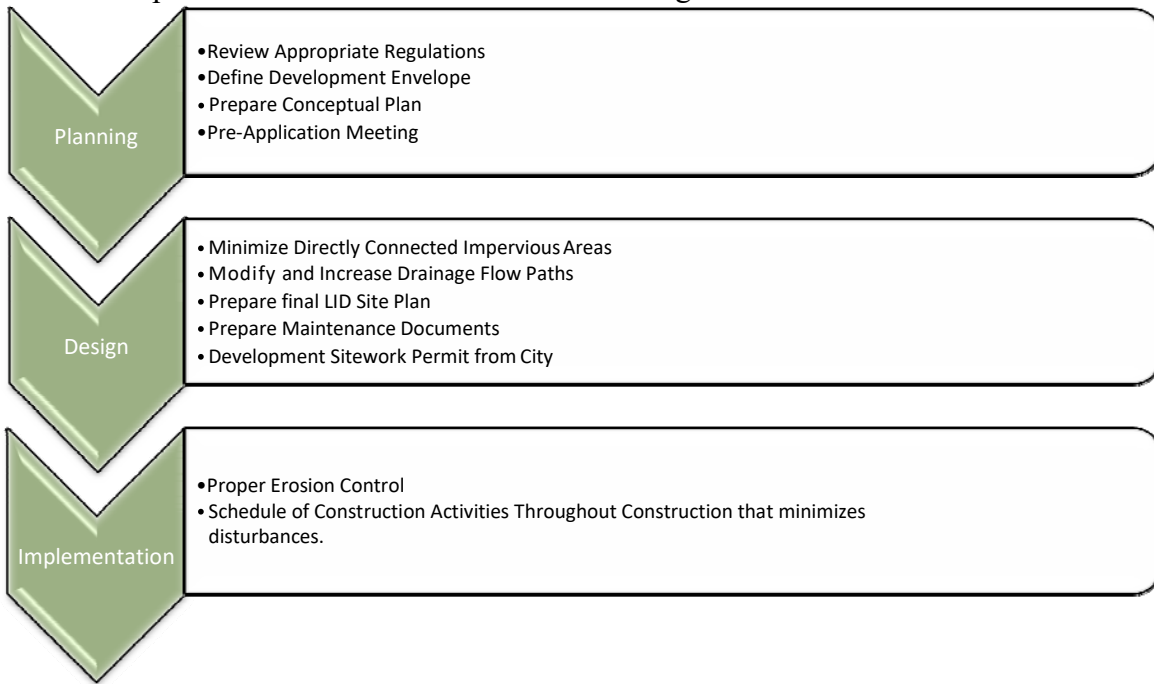 Planning
•Review Appropriate Regulations
•Define Development Envelope
• Prepare Conceptual Plan
•Pre-Application Meeting
Design
• Minimize Directly Connected Impervious Areas
• Modify and Increase Drainage Flow Paths
• Prepare final LID Site Plan
• Prepare Maintenance Documents
• Development Sitework Permit from City
Implementation
•Proper Erosion Control
• Schedule of Construction Activities Throughout Construction that minimizes
disturbances.